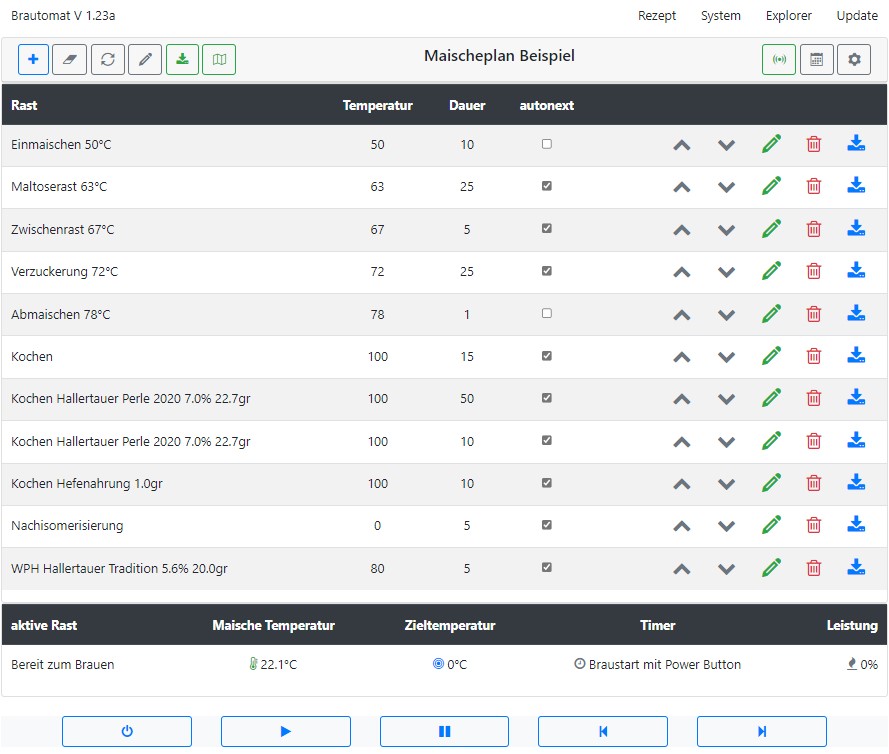 Brautomat V 1.23a Rezept System Explorer Update
Maischeplan Beispiel
Rast Temperatur Dauer autonext
Einmaischen 50°C 50 10
Maltoserast 63°C 63 25
Zwischenrast 67°C 67 5
Verzuckerung 72°C 72 25
Abmaischen 78°C 78 1
Kochen 100 15
Kochen Hallertauer Perle 2020 7.0% 22.7gr 100 50
Kochen Hallertauer Perle 2020 7.0% 22.7gr 100 10
Kochen Hefenahrung 1.0gr 100 10
Nachisomerisierung 0 5
WPH Hallertauer Tradition 5.6% 20.0gr 80 5
aktive Rast Maische Temperatur Zieltemperatur Timer Leistung
Bereit zum Brauen 22.1°C 0°C Braustart mit Power Button 0%